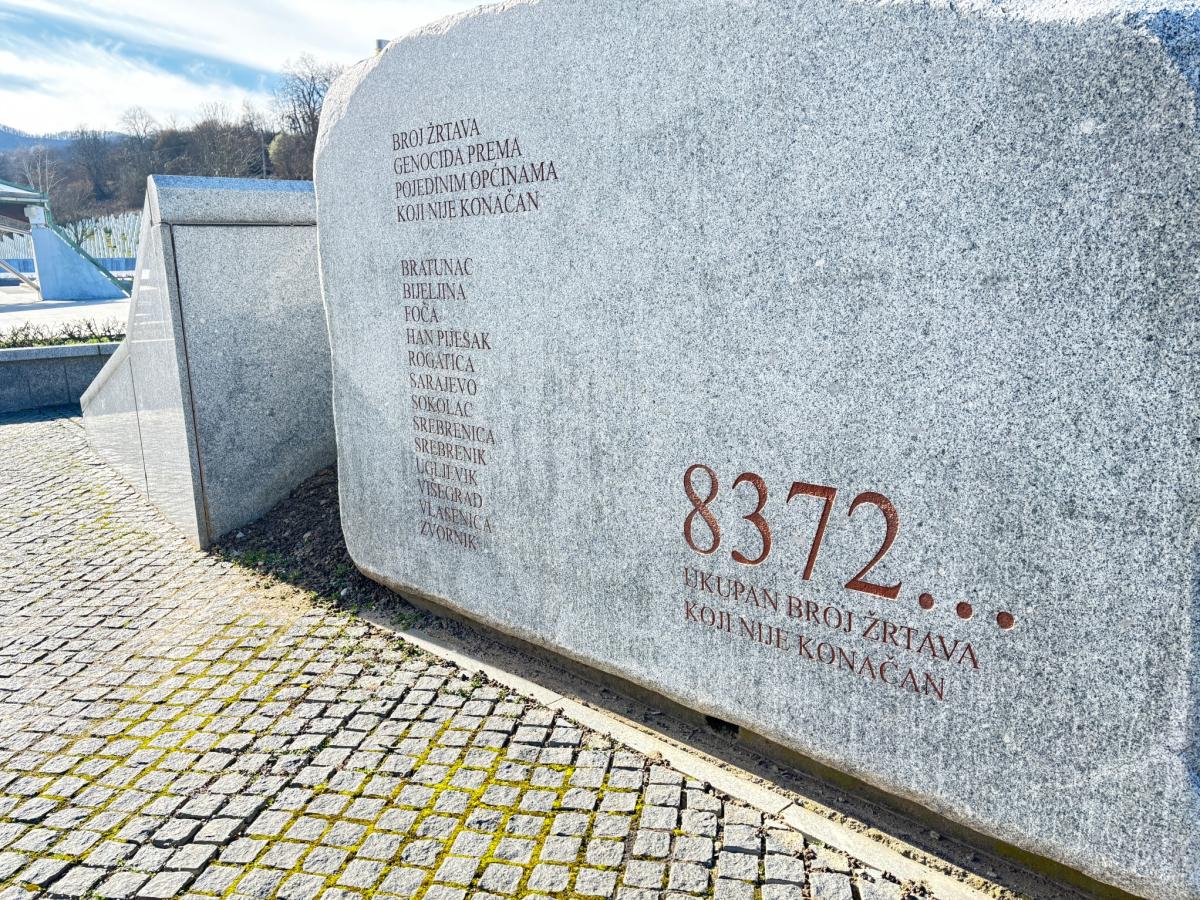 BROJ ŽRTAVA
GENOCIDA PREMA
POJEDINIM OPĆINAMA
KOJI NIJE KONAČAN
BRATUNAC
BIJELJINA
FOČA
HAN PIJESAK
ROGATICA
SARAJEVO
SOKOLAC
SREBRENICA
SREBRENIK
UGLJEVIK
VIŠEGRAD
VLASENICA
ZVORNIK
8372...
UKUPAN BROJ ŽRTAVA
KOJI NIJE KONAČAN